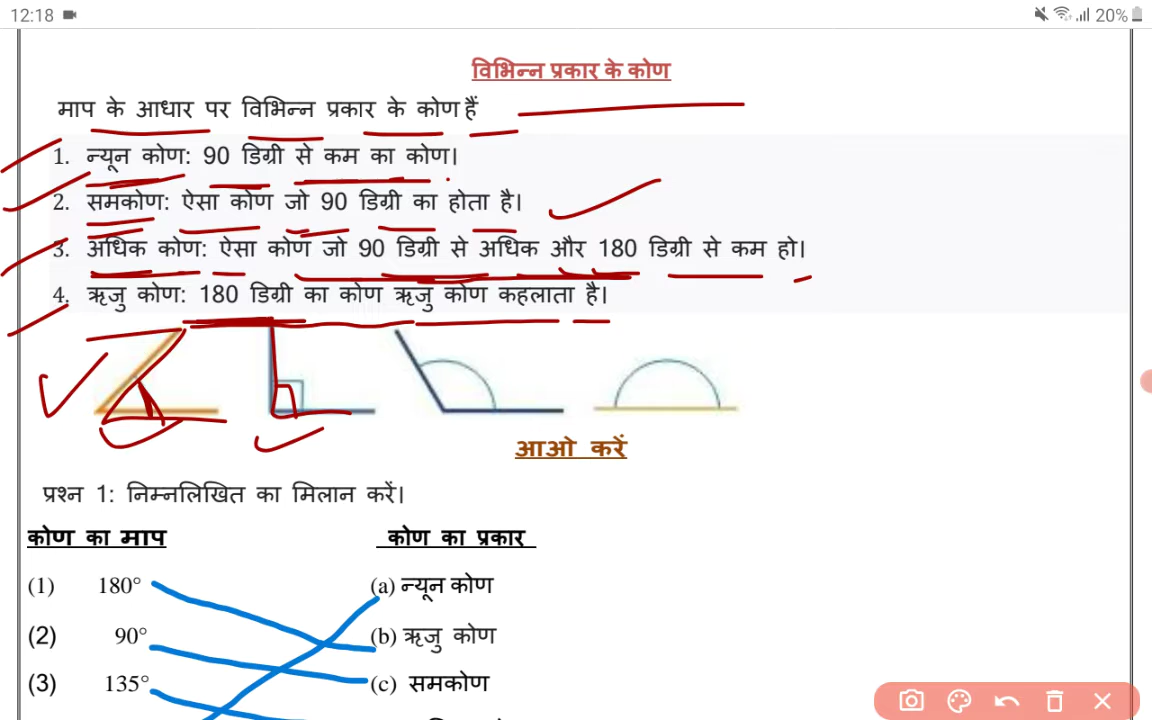 12:18 20%
विभिन्न प्रकार के कोण
माप के आधार पर विभिन्न प्रकार के कोण हैं
1. न्यून कोण: 90 डिग्री से कम का कोण।
2. समकोण: ऐसा कोण जो 90 डिग्री का होता है।
3. अधिक कोण: ऐसा कोण जो 90 डिग्री से अधिक और 180 डिग्री से कम हो।
4. ऋजु कोण: 180 डिग्री का कोण ऋजु कोण कहलाता है।
आओ करें
प्रश्न 1: निम्नलिखित का मिलान करें।
कोण का माप कोण का प्रकार
(1) 180° (a) न्यून कोण
(2) 90° (b) ऋजु कोण
(3) 135° (c) समकोण